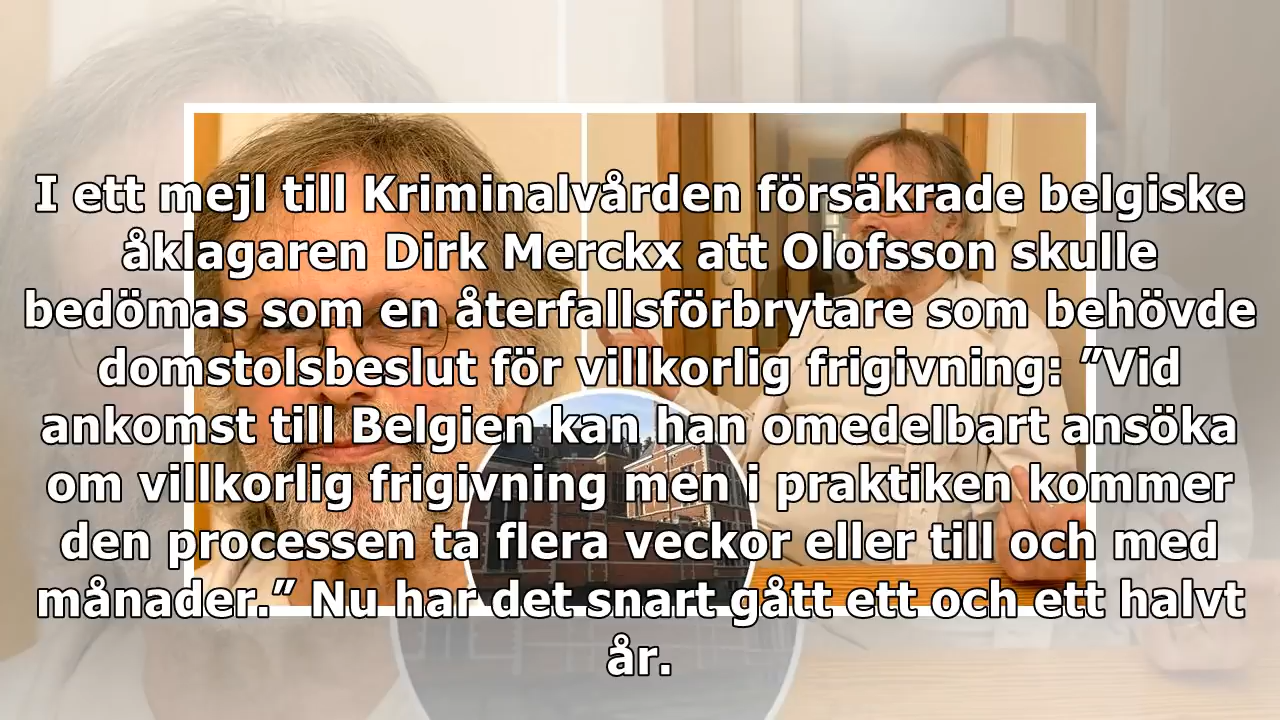 I ett mejl till Kriminalvården försäkrade belgiske
åklagaren Dirk Merckx att Olofsson skulle
bedömas som en återfallsförbrytare som behövde
domstolsbeslut för villkorlig frigivning: ”Vid
ankomst till Belgien kan han omedelbart ansöka
om villkorlig frigivning men i praktiken kommer
den processen ta flera veckor eller till och med
månader.” Nu har det snart gått ett och ett halvt
år.